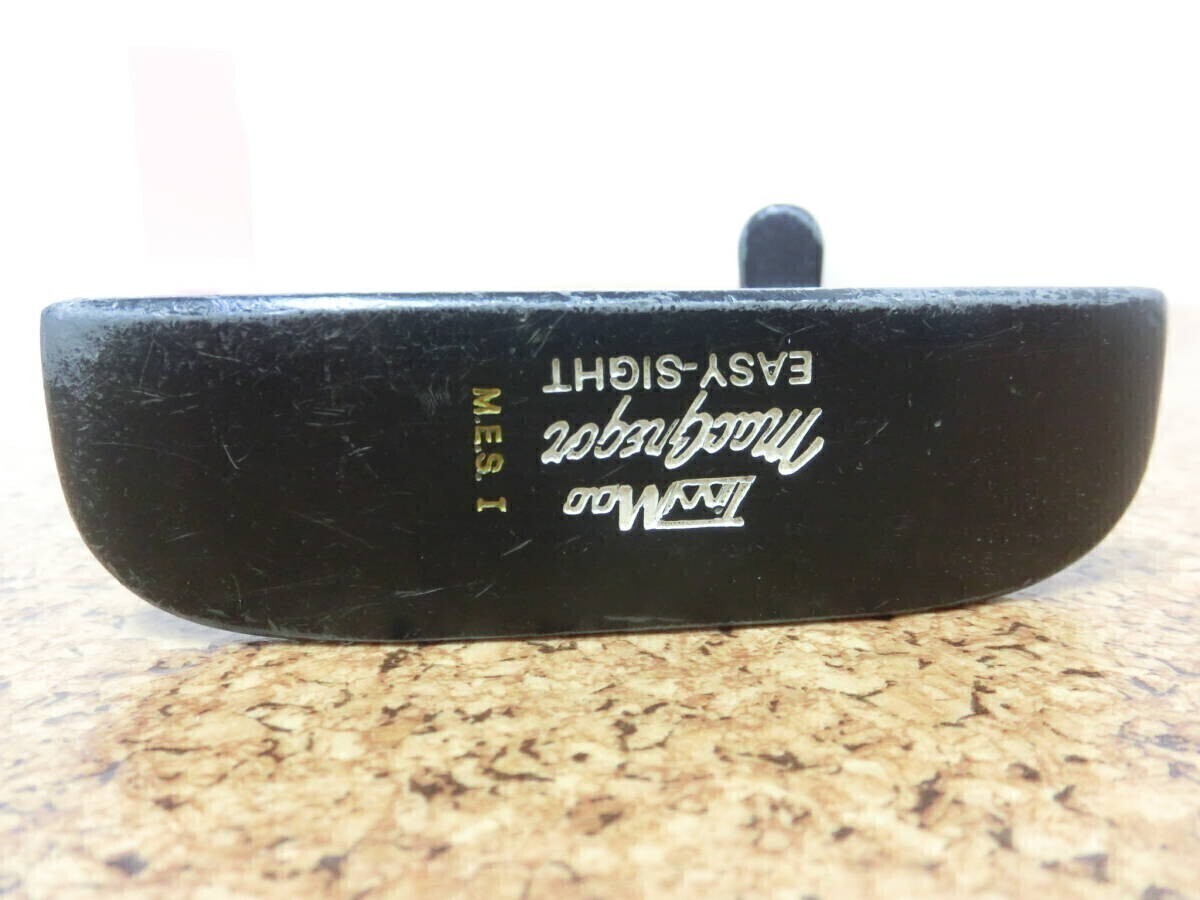 TinyMac
MacGregor
EASY-SIGHT
M.E.S. I